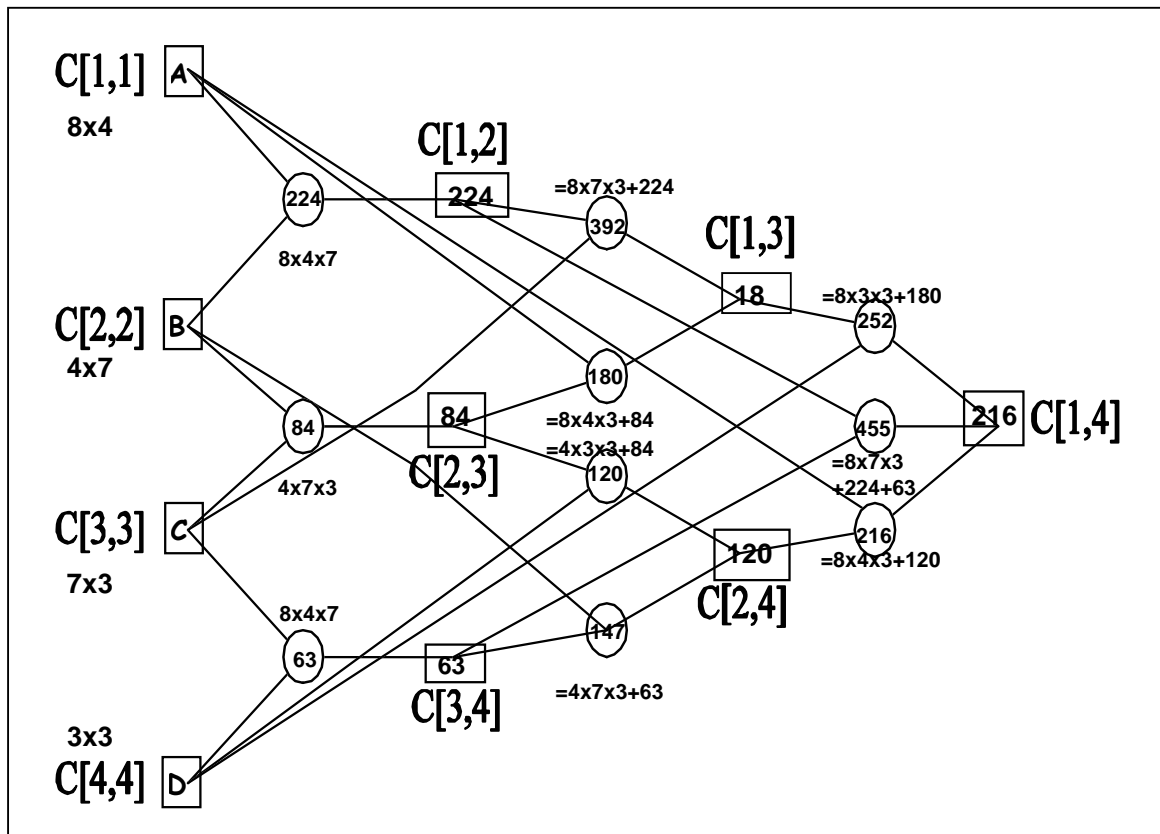 C[1,1]
A
8x4
C[1,2]
224
=8x7x3+224
224
392
8x4x7
C[1,3]
18
=8x3x3+180
252
C[2,2]
B
4x7
180
84
84
=8x4x3+84
=4x3x3+84
216
C[1,4]
455
=8x7x3
+224+63
C[2,3]
120
4x7x3
C[3,3]
C
7x3
216
=8x4x3+120
120
C[2,4]
8x4x7
63
147
63
C[3,4]
=4x7x3+63
3x3
C[4,4]
D